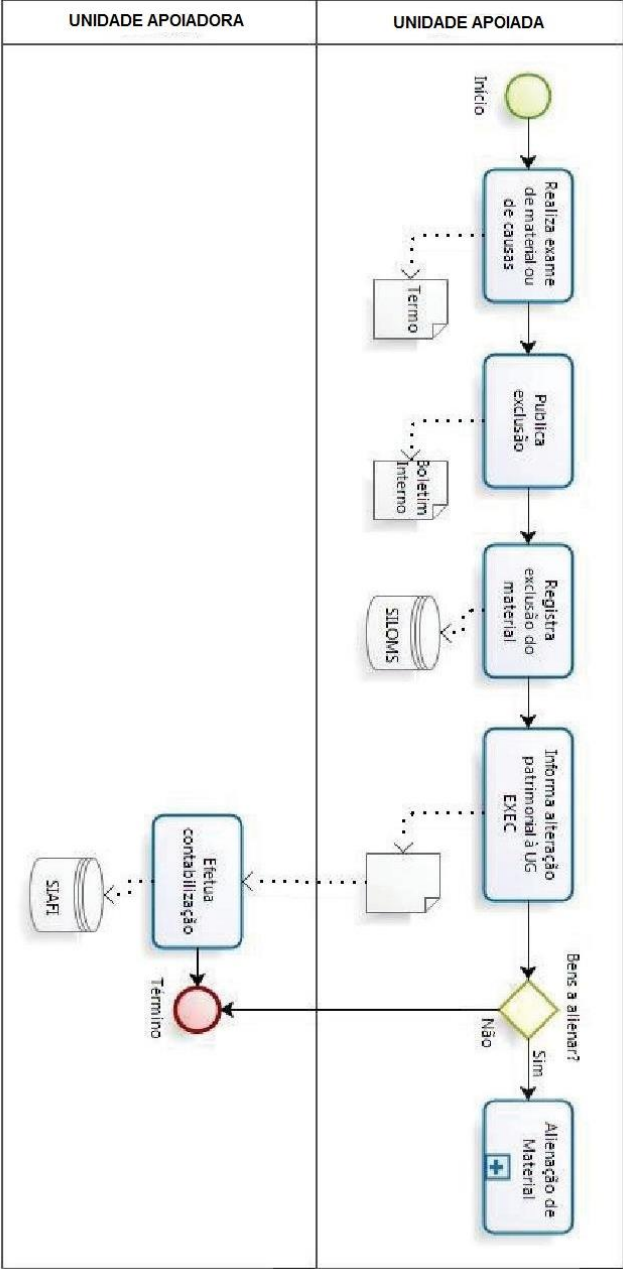 UNIDADE APOIADORA
UNIDADE APOIADA
Início
Realiza exame
de material ou
de causas
Termo
Publica
exclusão
Boletim
Interno
Registra
exclusão do
material
SILOMS
Informa alteração
patrimonial à UG
EXEC
Bens a alienar?
Sim
Não
Alienação de
Material
Efetua
contabilização
SIAFI
Término